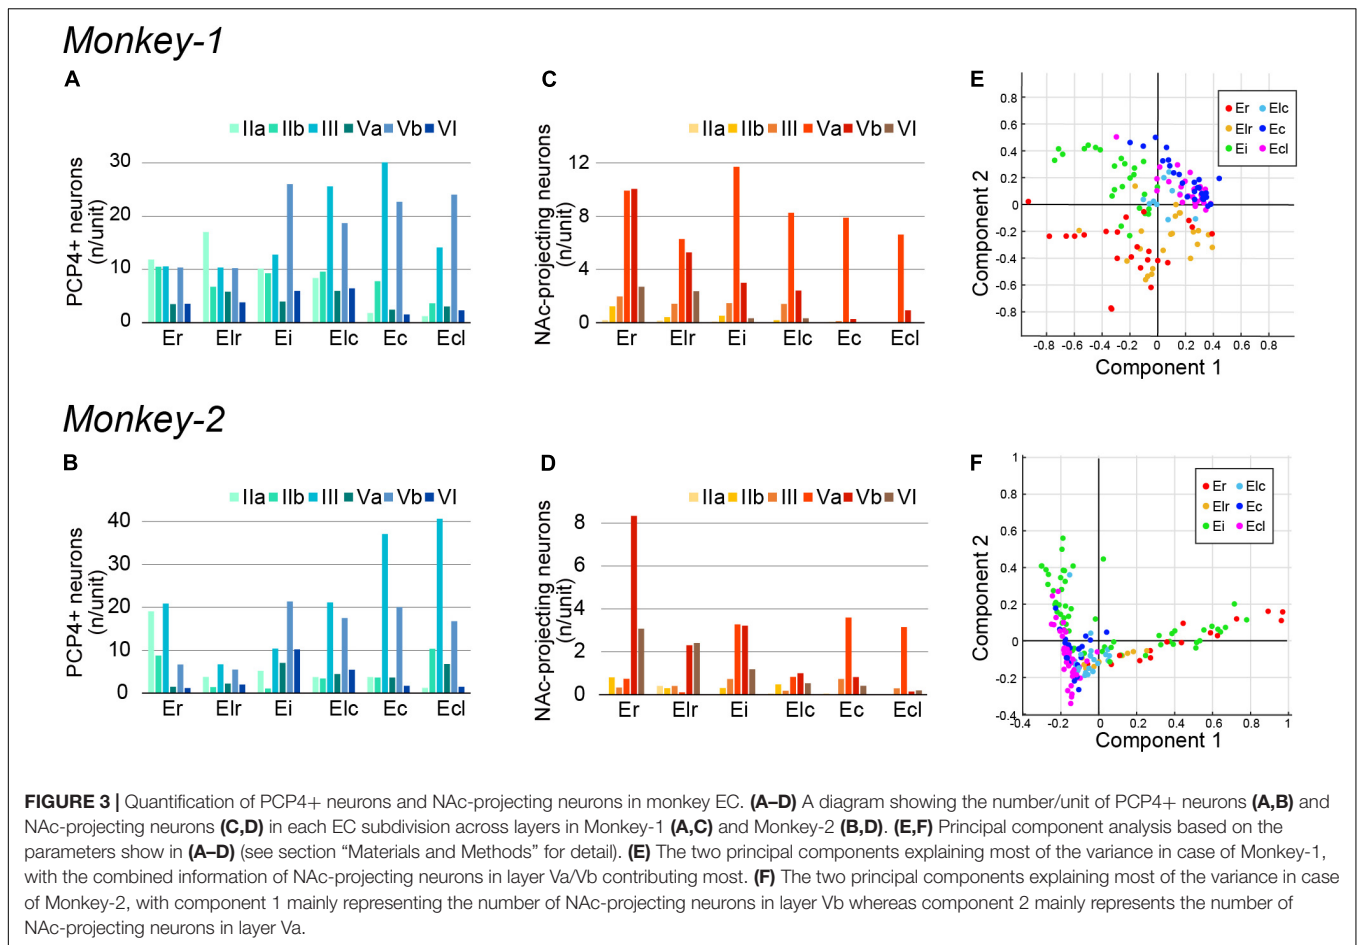 Monkey-1
A
IIa IIb III Va Vb VI
PCP4+ neurons
(n/unit)
30
20
10
0
Er EIr Ei EIc Ec Ecl
C
IIa IIb III Va Vb VI
NAc-projecting neurons
(n/unit)
12
8
4
0
Er EIr Ei EIc Ec Ecl
E
Er Elc
Elr Ec
Ei Ecl
Component 2
0.8
0.6
0.4
0.2
0
-0.2
-0.4
-0.6
-0.8
-0.8 -0.6 -0.4 -0.2 0 0.2 0.4 0.6 0.8
Component 1
Monkey-2
B
IIa IIb III Va Vb VI
PCP4+ neurons
(n/unit)
40
30
20
10
0
Er EIr Ei EIc Ec Ecl
D
IIa IIb III Va Vb VI
NAc-projecting neurons
(n/unit)
8
6
4
2
0
Er EIr Ei EIc Ec Ecl
F
Er Elc
Elr Ec
Ei Ecl
Component 2
1
0.8
0.6
0.4
0.2
0
-0.2
-0.4
-0.4 -0.2 0 0.2 0.4 0.6 0.8 1
Component 1
FIGURE 3 | Quantification of PCP4+ neurons and NAc-projecting neurons in monkey EC. (A–D) A diagram showing the number/unit of PCP4+ neurons (A,B) and
NAc-projecting neurons (C,D) in each EC subdivision across layers in Monkey-1 (A,C) and Monkey-2 (B,D). (E,F) Principal component analysis based on the
parameters show in (A–D) (see section “Materials and Methods” for detail). (E) The two principal components explaining most of the variance in case of Monkey-1,
with the combined information of NAc-projecting neurons in layer Va/Vb contributing most. (F) The two principal components explaining most of the variance in case
of Monkey-2, with component 1 mainly representing the number of NAc-projecting neurons in layer Vb whereas component 2 mainly represents the number of
NAc-projecting neurons in layer Va.